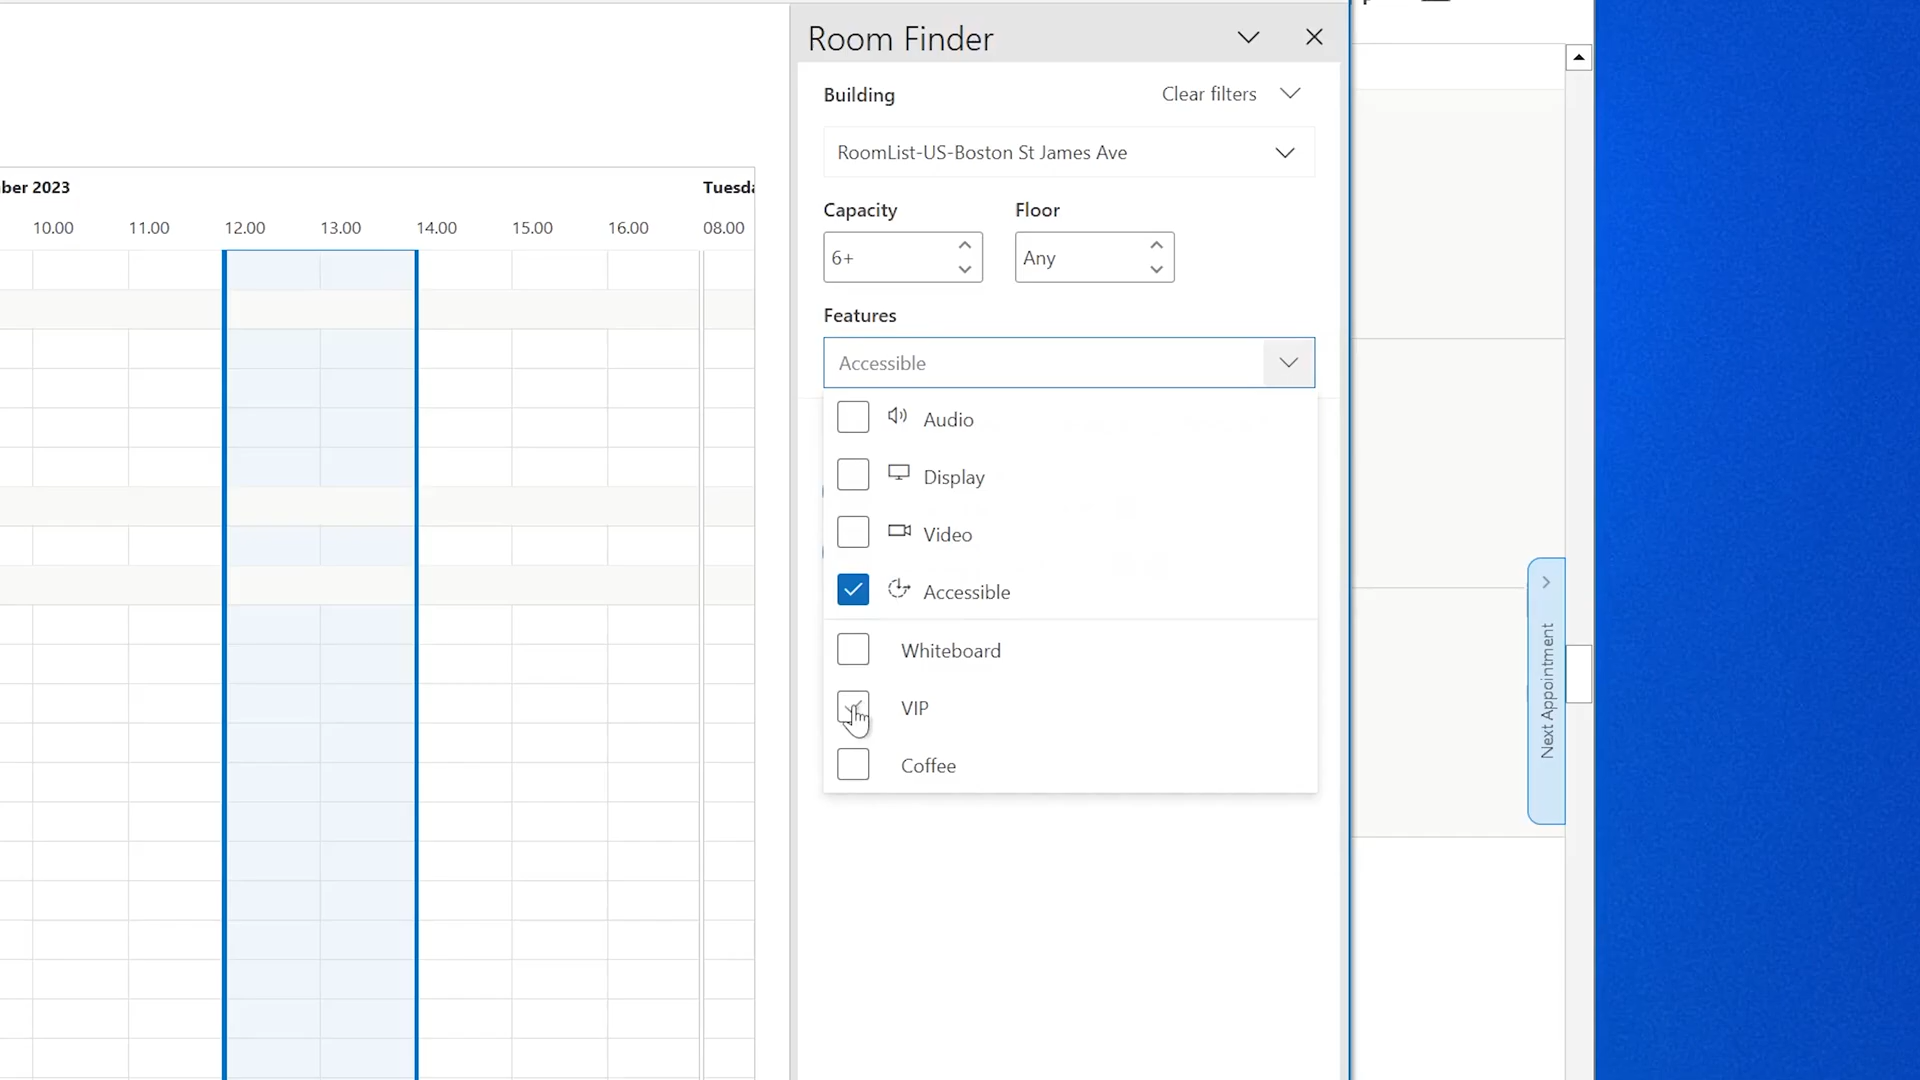 Room Finder
Building
Clear filters
RoomList-US-Boston St James Ave
Capacity
Floor
6+
Any
Features
Accessible
Audio
Display
Video
Accessible
Whiteboard
VIP
Coffee
ber 2023
Tuesda
10.00 11.00 12.00 13.00 14.00 15.00 16.00 08.00
Next Appointment